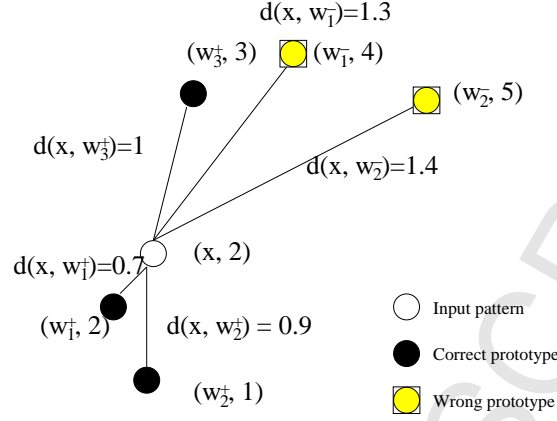 d(x, w₁⁻)=1.3
(w₃⁺, 3)
(w₁⁻, 4)
(w₂⁻, 5)
d(x, w₃⁺)=1
d(x, w₂⁻)=1.4
(x, 2)
d(x, w₁⁺)=0.7
(w₁⁺, 2)
d(x, w₂⁺) = 0.9
(w₂⁺, 1)
Input pattern
Correct prototype
Wrong prototype